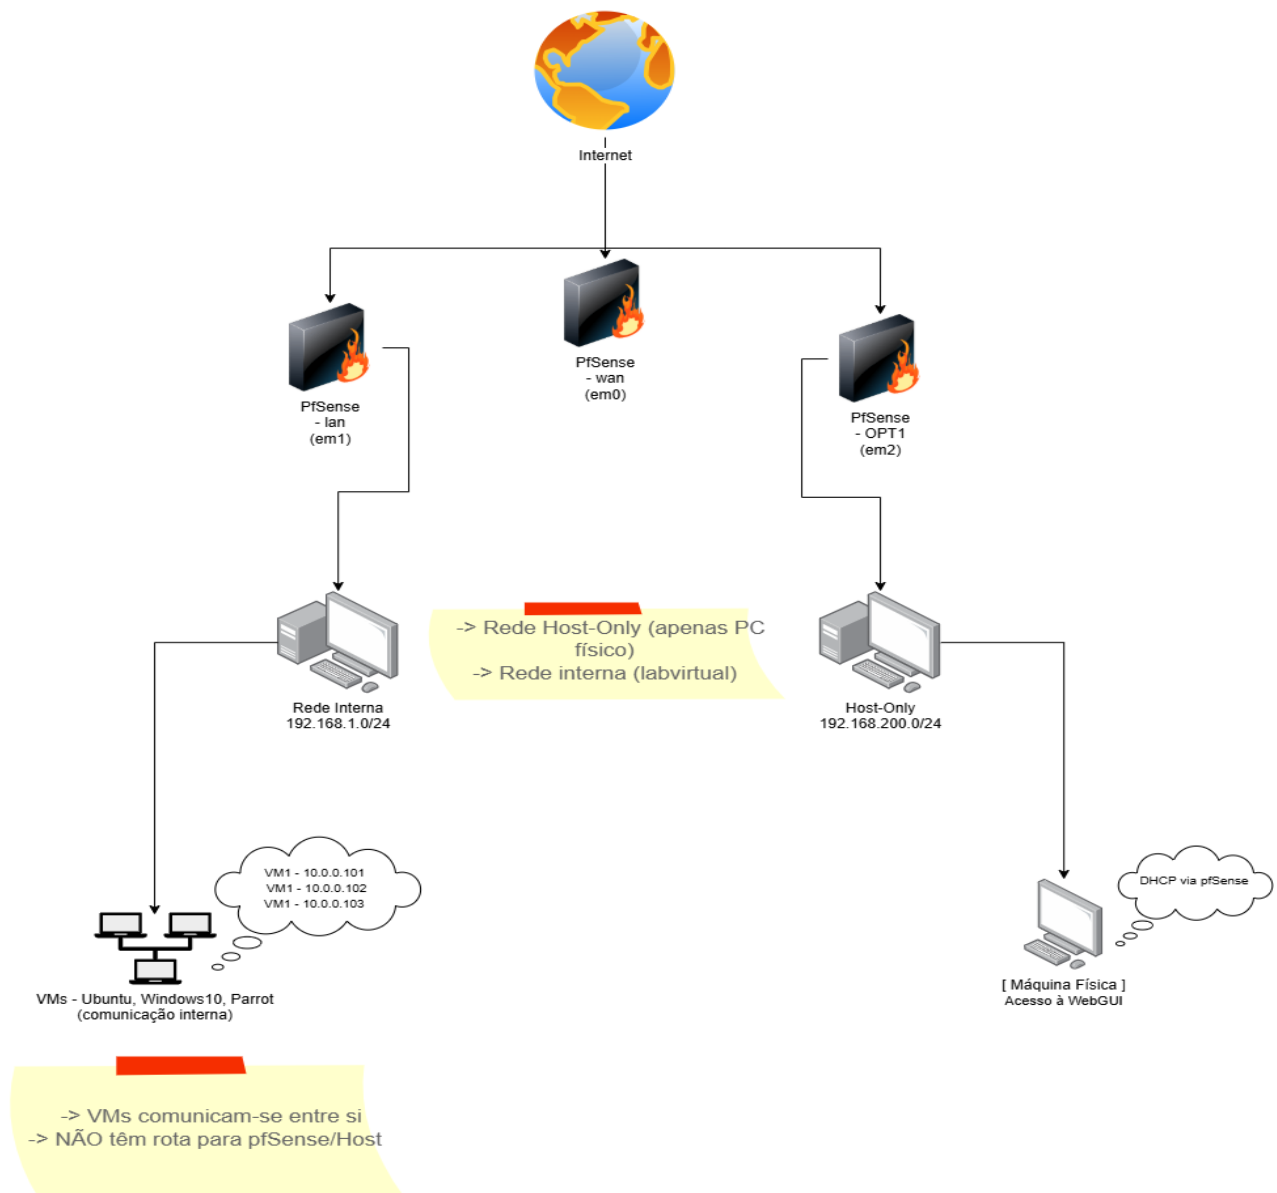 Internet
PfSense
- wan
(em0)
PfSense
- lan
(em1)
PfSense
- OPT1
(em2)
-> Rede Host-Only (apenas PC
físico)
-> Rede interna (labvirtual)
Rede Interna
192.168.1.0/24
Host-Only
192.168.200.0/24
VM1 - 10.0.0.101
VM1 - 10.0.0.102
VM1 - 10.0.0.103
DHCP via pfSense
VMs - Ubuntu, Windows10, Parrot
(comunicação interna)
[ Máquina Física ]
Acesso à WebGUI
-> VMs comunicam-se entre si
-> NÃO têm rota para pfSense/Host